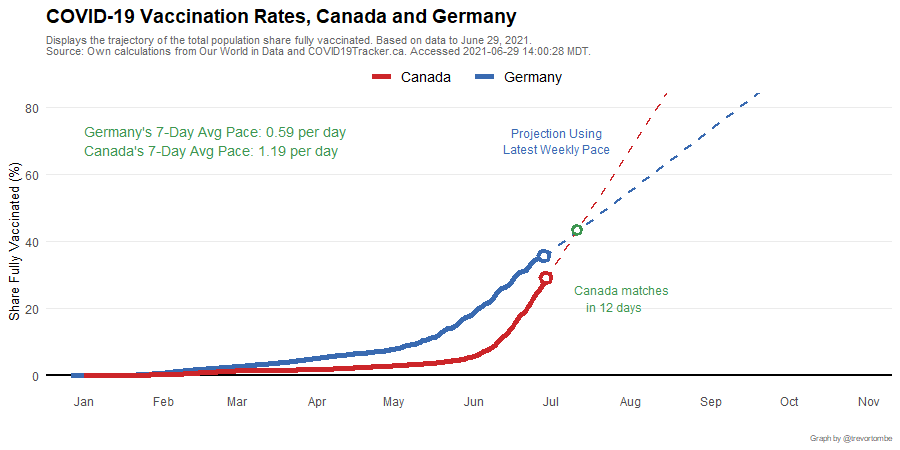 COVID-19 Vaccination Rates, Canada and Germany
Displays the trajectory of the total population share fully vaccinated. Based on data to June 29, 2021.
Source: Own calculations from Our World in Data and COVID19Tracker.ca. Accessed 2021-06-29 14:00:28 MDT.
Canada Germany
Share Fully Vaccinated (%)
80
60
40
20
0
Germany's 7-Day Avg Pace: 0.59 per day
Canada's 7-Day Avg Pace: 1.19 per day
Projection Using
Latest Weekly Pace
Canada matches
in 12 days
Jan Feb Mar Apr May Jun Jul Aug Sep Oct Nov
Graph by @trevortombe